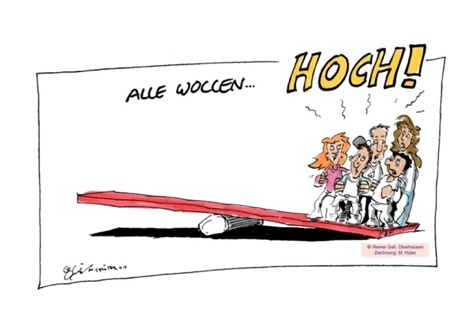 ALLE WOLLEN...
HOCH!
© Rainer Gall, Oberhausen
Zeichnung: M. Hüter